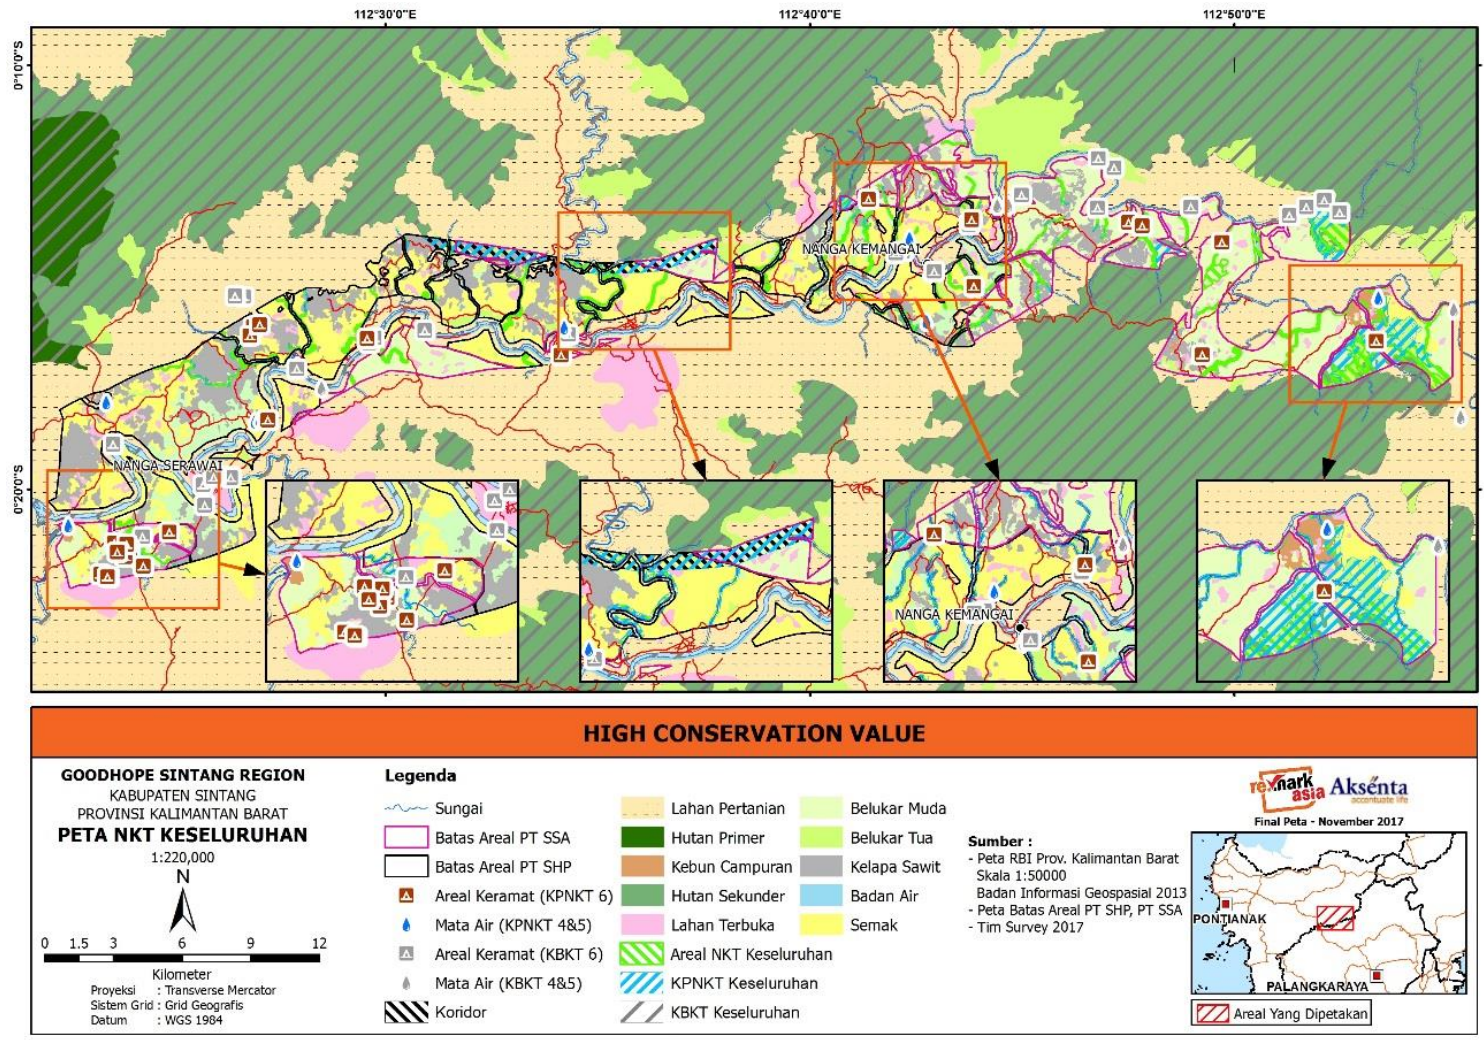 112°30'0"E
112°40'0"E
112°50'0"E
0°10'0"S
0°20'0"S
NANGA KEMANGAI
NANGA SERAWAI
NANGA KEMANGAI
HIGH CONSERVATION VALUE
GOODHOPE SINTANG REGION
KABUPATEN SINTANG
PROVINSI KALIMANTAN BARAT
PETA NKT KESELURUHAN
1:220,000
N
0 1.5 3 6 9 12
Kilometer
Proyeksi : Transverse Mercator
Sistem Grid : Grid Geografis
Datum : WGS 1984
Legenda
Sungai
Batas Areal PT SSA
Batas Areal PT SHP
Areal Keramat (KPNKT 6)
Mata Air (KPNKT 4&5)
Areal Keramat (KBKT 6)
Mata Air (KBKT 4&5)
Koridor
Lahan Pertanian
Hutan Primer
Kebun Campuran
Hutan Sekunder
Lahan Terbuka
Areal NKT Keseluruhan
KPNKT Keseluruhan
KBKT Keseluruhan
Belukar Muda
Belukar Tua
Kelapa Sawit
Badan Air
Semak
Sumber :
- Peta RBI Prov. Kalimantan Barat
Skala 1:50000
Badan Informasi Geospasial 2013
- Peta Batas Areal PT SHP, PT SSA
- Tim Survey 2017
remark asia
Aksenta
accentuate life
Final Peta - November 2017
PONTIANAK
PALANGKARAYA
Areal Yang Dipetakan